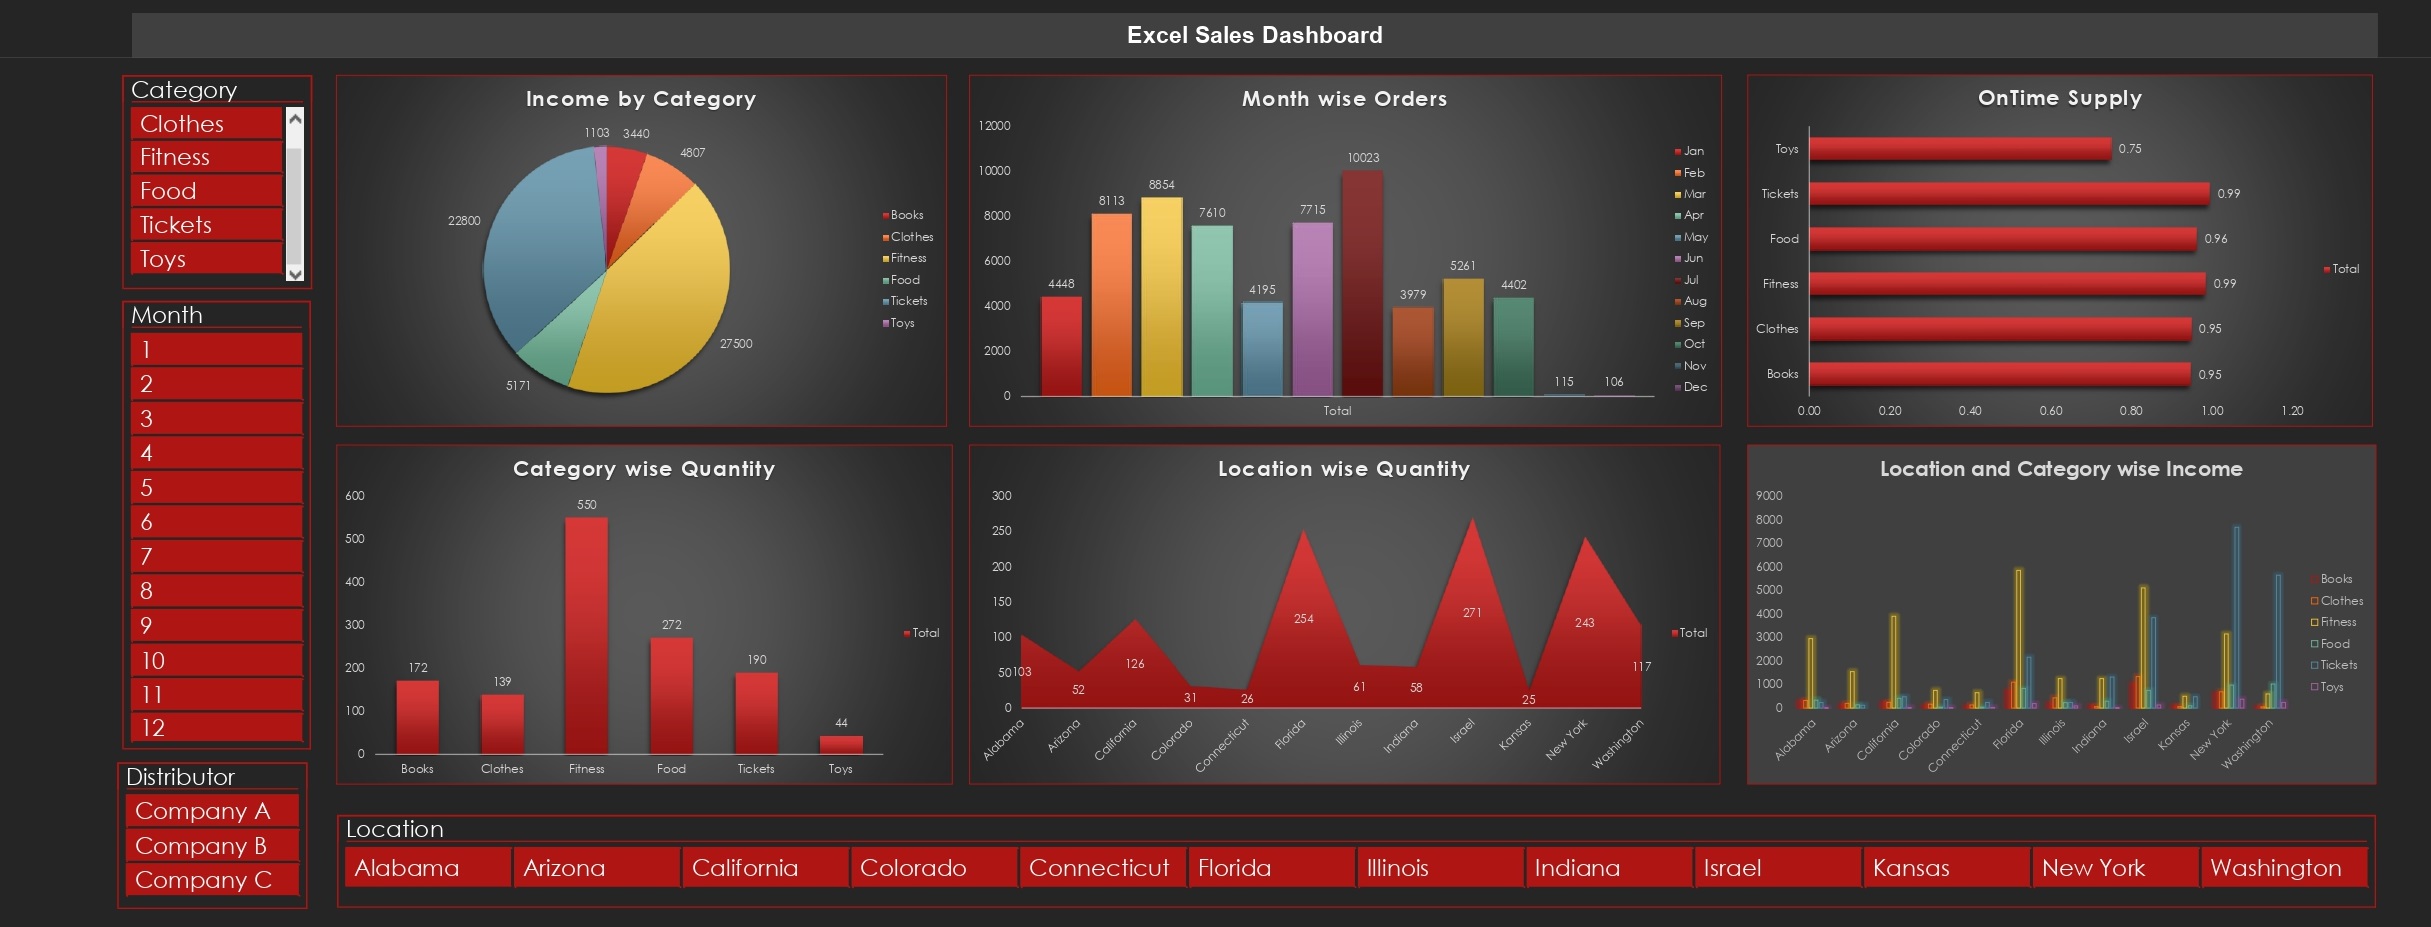 Excel Sales Dashboard
Category
Clothes
Fitness
Food
Tickets
Toys
Month
1
2
3
4
5
6
7
8
9
10
11
12
Distributor
Company A
Company B
Company C
Income by Category
1103 3440
4807
22800
27500
5171
Books
Clothes
Fitness
Food
Tickets
Toys
Month wise Orders
12000
10000
8000
6000
4000
2000
0
4448
8113
8854
7610
4195
7715
10023
3979
5261
4402
115
106
Total
Jan
Feb
Mar
Apr
May
Jun
Jul
Aug
Sep
Oct
Nov
Dec
OnTime Supply
Toys 0.75
Tickets 0.99
Food 0.96
Fitness 0.99
Clothes 0.95
Books 0.95
0.00 0.20 0.40 0.60 0.80 1.00 1.20
Total
Category wise Quantity
600
500
400
300
200
100
0
172
139
550
272
190
44
Books Clothes Fitness Food Tickets Toys
Total
Location wise Quantity
300
250
200
150
100
50
0
103
52
126
31
26
254
61
58
271
25
243
117
Alabama
Arizona
California
Colorado
Connecticut
Florida
Illinois
Indiana
Israel
Kansas
New York
Washington
Total
Location and Category wise Income
9000
8000
7000
6000
5000
4000
3000
2000
1000
0
Alabama
Arizona
California
Colorado
Connecticut
Florida
Illinois
Indiana
Israel
Kansas
New York
Washington
Books
Clothes
Fitness
Food
Tickets
Toys
Location
Alabama Arizona California Colorado Connecticut Florida Illinois Indiana Israel Kansas New York Washington